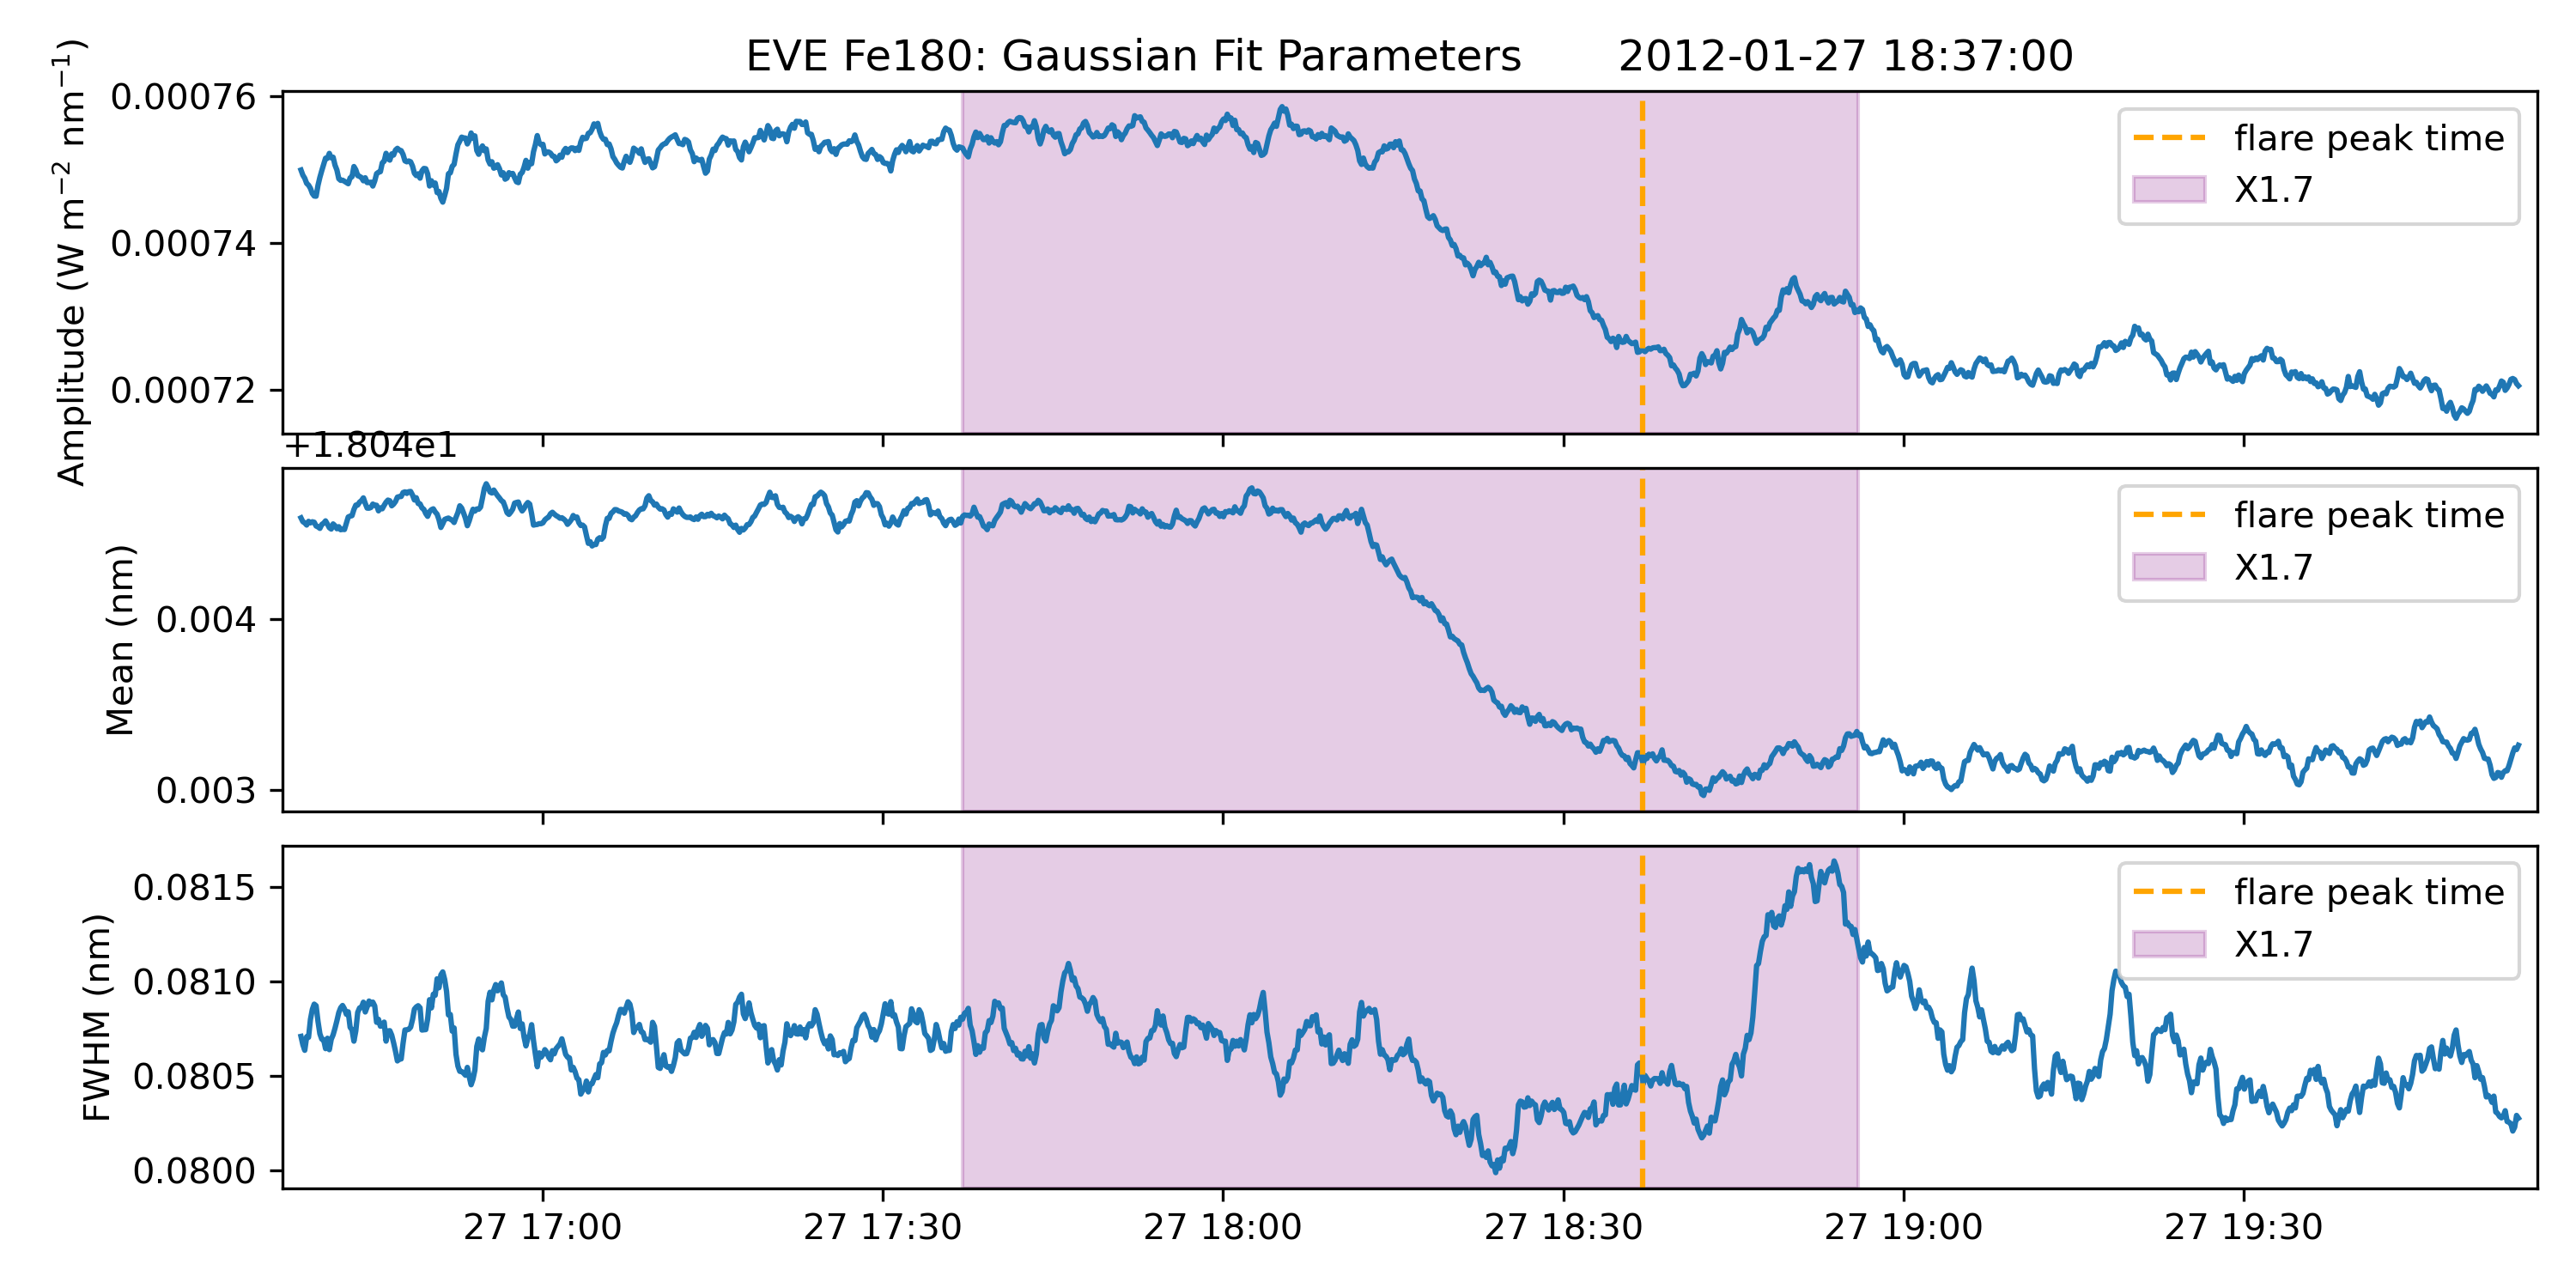 EVE Fe180: Gaussian Fit Parameters 2012-01-27 18:37:00
Amplitude (W m⁻² nm⁻¹)
0.00076
0.00074
0.00072
flare peak time
X1.7
+1.804e1
Mean (nm)
0.004
0.003
flare peak time
X1.7
FWHM (nm)
0.0815
0.0810
0.0805
0.0800
flare peak time
X1.7
27 17:00 27 17:30 27 18:00 27 18:30 27 19:00 27 19:30